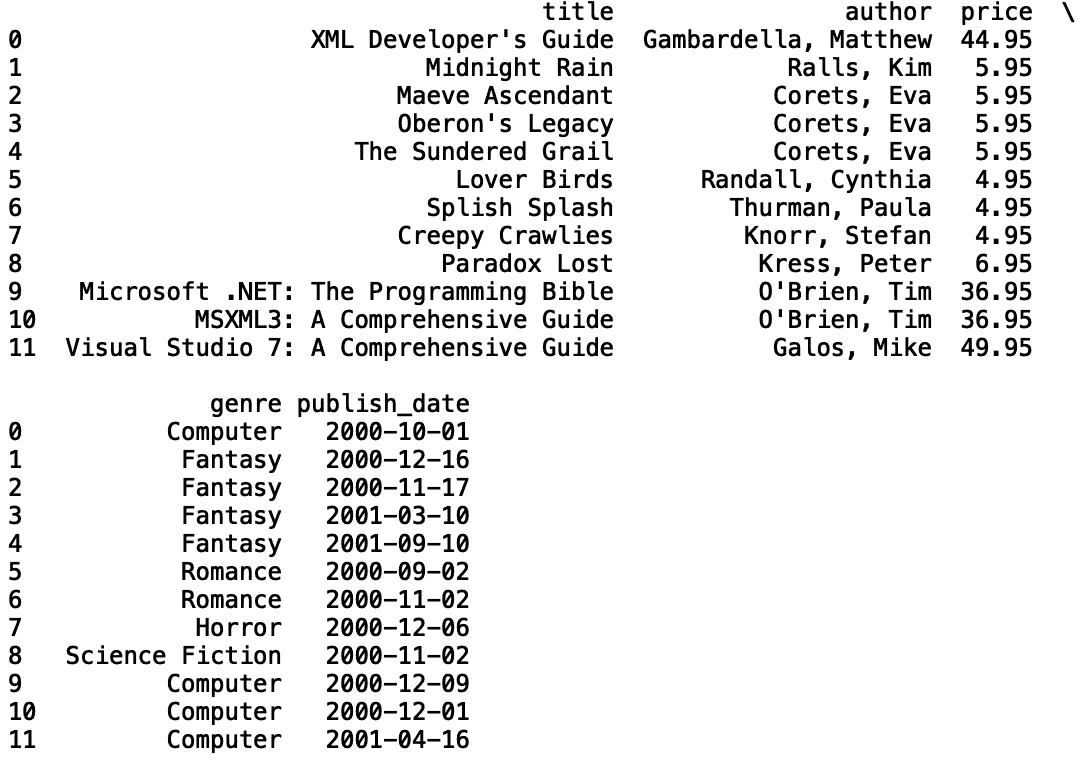 title author price \
0 XML Developer's Guide Gambardella, Matthew 44.95
1 Midnight Rain Ralls, Kim 5.95
2 Maeve Ascendant Corets, Eva 5.95
3 Oberon's Legacy Corets, Eva 5.95
4 The Sundered Grail Corets, Eva 5.95
5 Lover Birds Randall, Cynthia 4.95
6 Splish Splash Thurman, Paula 4.95
7 Creepy Crawlies Knorr, Stefan 4.95
8 Paradox Lost Kress, Peter 6.95
9 Microsoft .NET: The Programming Bible O'Brien, Tim 36.95
10 MSXML3: A Comprehensive Guide O'Brien, Tim 36.95
11 Visual Studio 7: A Comprehensive Guide Galos, Mike 49.95
genre publish_date
0 Computer 2000-10-01
1 Fantasy 2000-12-16
2 Fantasy 2000-11-17
3 Fantasy 2001-03-10
4 Fantasy 2001-09-10
5 Romance 2000-09-02
6 Romance 2000-11-02
7 Horror 2000-12-06
8 Science Fiction 2000-11-02
9 Computer 2000-12-09
10 Computer 2000-12-01
11 Computer 2001-04-16